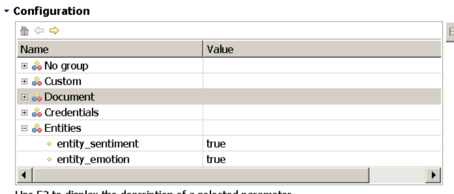 Configuration
Name Value
No group
Custom
Document
Credentials
Entities
entity_sentiment true
entity_emotion true
Use F2 to display the description of a selected parameter